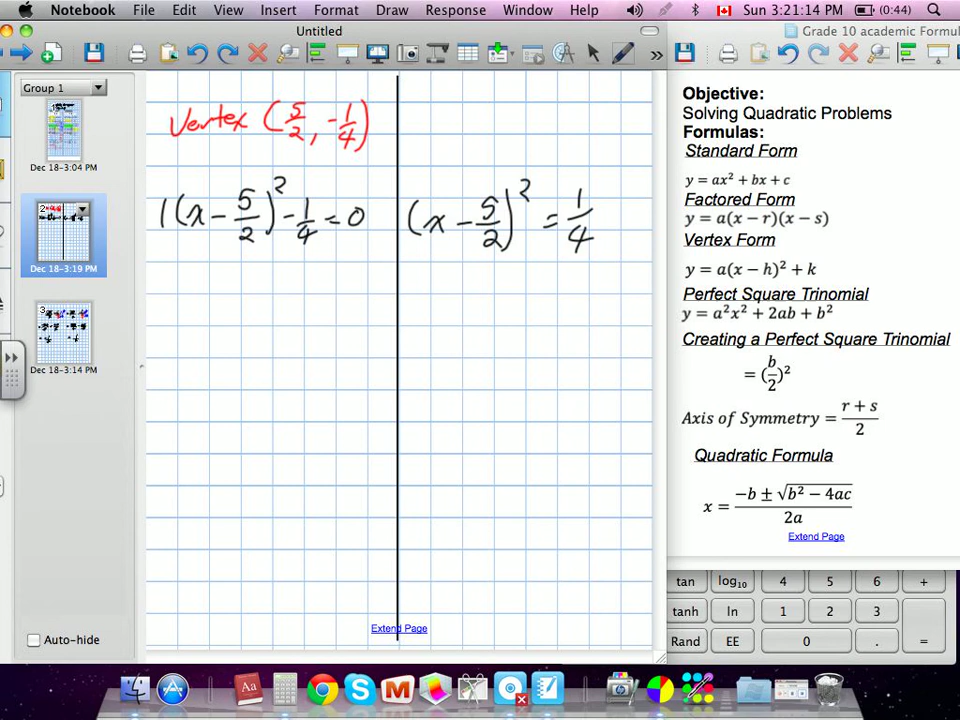 Notebook File Edit View Insert Format Draw Response Window Help Sun 3:21:14 PM (0:44)
Untitled
Grade 10 academic Formul
Group 1
Dec 18-3:04 PM
Dec 18-3:19 PM
Dec 18-3:14 PM
Auto-hide
Vertex (5/2, -1/4)
1(x - 5/2)² - 1/4 = 0
(x - 5/2)² = 1/4
Extend Page
Objective:
Solving Quadratic Problems
Formulas:
Standard Form
y = ax² + bx + c
Factored Form
y = a(x − r)(x − s)
Vertex Form
y = a(x − h)² + k
Perfect Square Trinomial
y = a²x² + 2ab + b²
Creating a Perfect Square Trinomial
= (b/2)²
Axis of Symmetry = r + s / 2
Quadratic Formula
x = −b ± √b² − 4ac / 2a
Extend Page
tan log₁₀ 4 5 6 +
tanh ln 1 2 3
Rand EE 0 . =